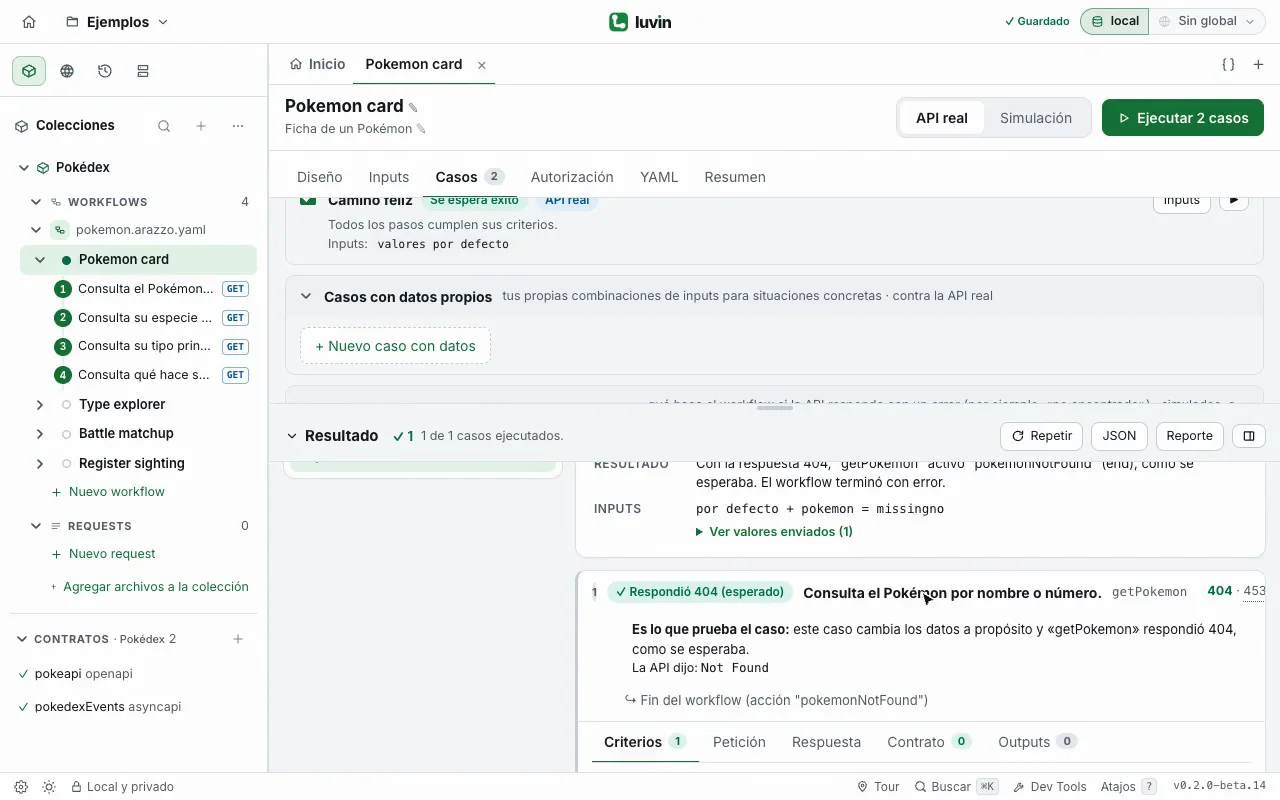 Ejemplos
luvin
✓ Guardado
local
Sin global
Inicio
Pokemon card
Colecciones
Pokédex
WORKFLOWS 4
pokemon.arazzo.yaml
Pokemon card
1 Consulta el Pokémon... GET
2 Consulta su especie ... GET
3 Consulta su tipo prin... GET
4 Consulta qué hace s... GET
Type explorer
Battle matchup
Register sighting
+ Nuevo workflow
REQUESTS 0
+ Nuevo request
+ Agregar archivos a la colección
CONTRATOS · Pokédex 2
pokeapi openapi
pokedexEvents asyncapi
Pokemon card
Ficha de un Pokémon
API real
Simulación
Ejecutar 2 casos
Diseño
Inputs
Casos 2
Autorización
YAML
Resumen
Camino feliz Se espera éxito API real
Inputs
Todos los pasos cumplen sus criterios.
Inputs: valores por defecto
Casos con datos propios tus propias combinaciones de inputs para situaciones concretas · contra la API real
+ Nuevo caso con datos
Resultado ✓ 1 1 de 1 casos ejecutados.
Repetir
JSON
Reporte
RESULTADO Con la respuesta 404, "getPokemon" activó "pokemonNotFound" (end), como se
esperaba. El workflow terminó con error.
INPUTS por defecto + pokemon = missingno
Ver valores enviados (1)
1 ✓ Respondió 404 (esperado) Consulta el Pokémon por nombre o número. getPokemon 404 · 453
Es lo que prueba el caso: este caso cambia los datos a propósito y «getPokemon» respondió 404,
como se esperaba.
La API dijo: Not Found
↪ Fin del workflow (acción "pokemonNotFound")
Criterios 1
Petición
Respuesta
Contrato 0
Outputs 0
Local y privado
Tour
Buscar ⌘K
Dev Tools
Atajos ?
v0.2.0-beta.14